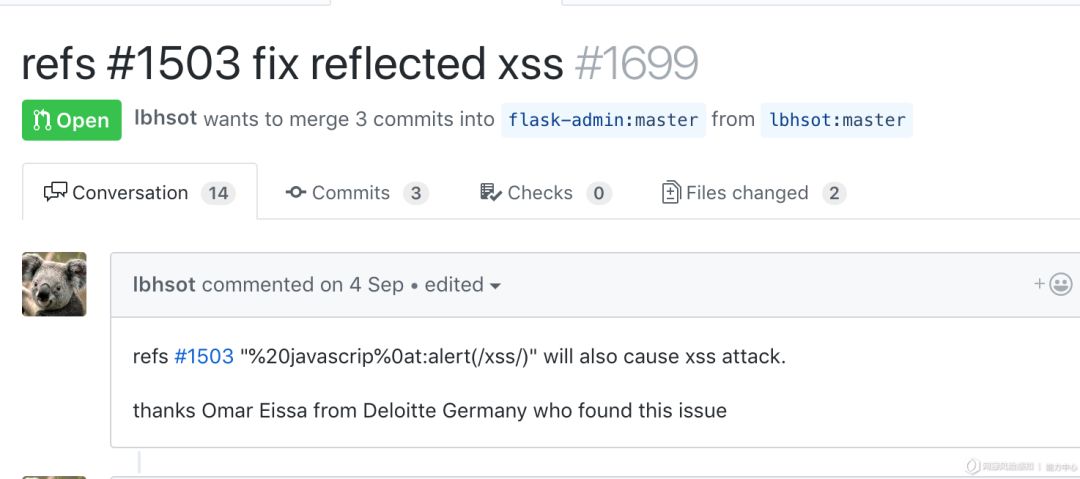 refs #1503 fix reflected xss #1699
Open lbhsot wants to merge 3 commits into flask-admin:master from lbhsot:master
Conversation 14 Commits 3 Checks 0 Files changed 2
lbhsot commented on 4 Sep • edited
refs #1503 "%20javascrip%0at:alert(/xss/)" will also cause xss attack.
thanks Omar Eissa from Deloitte Germany who found this issue